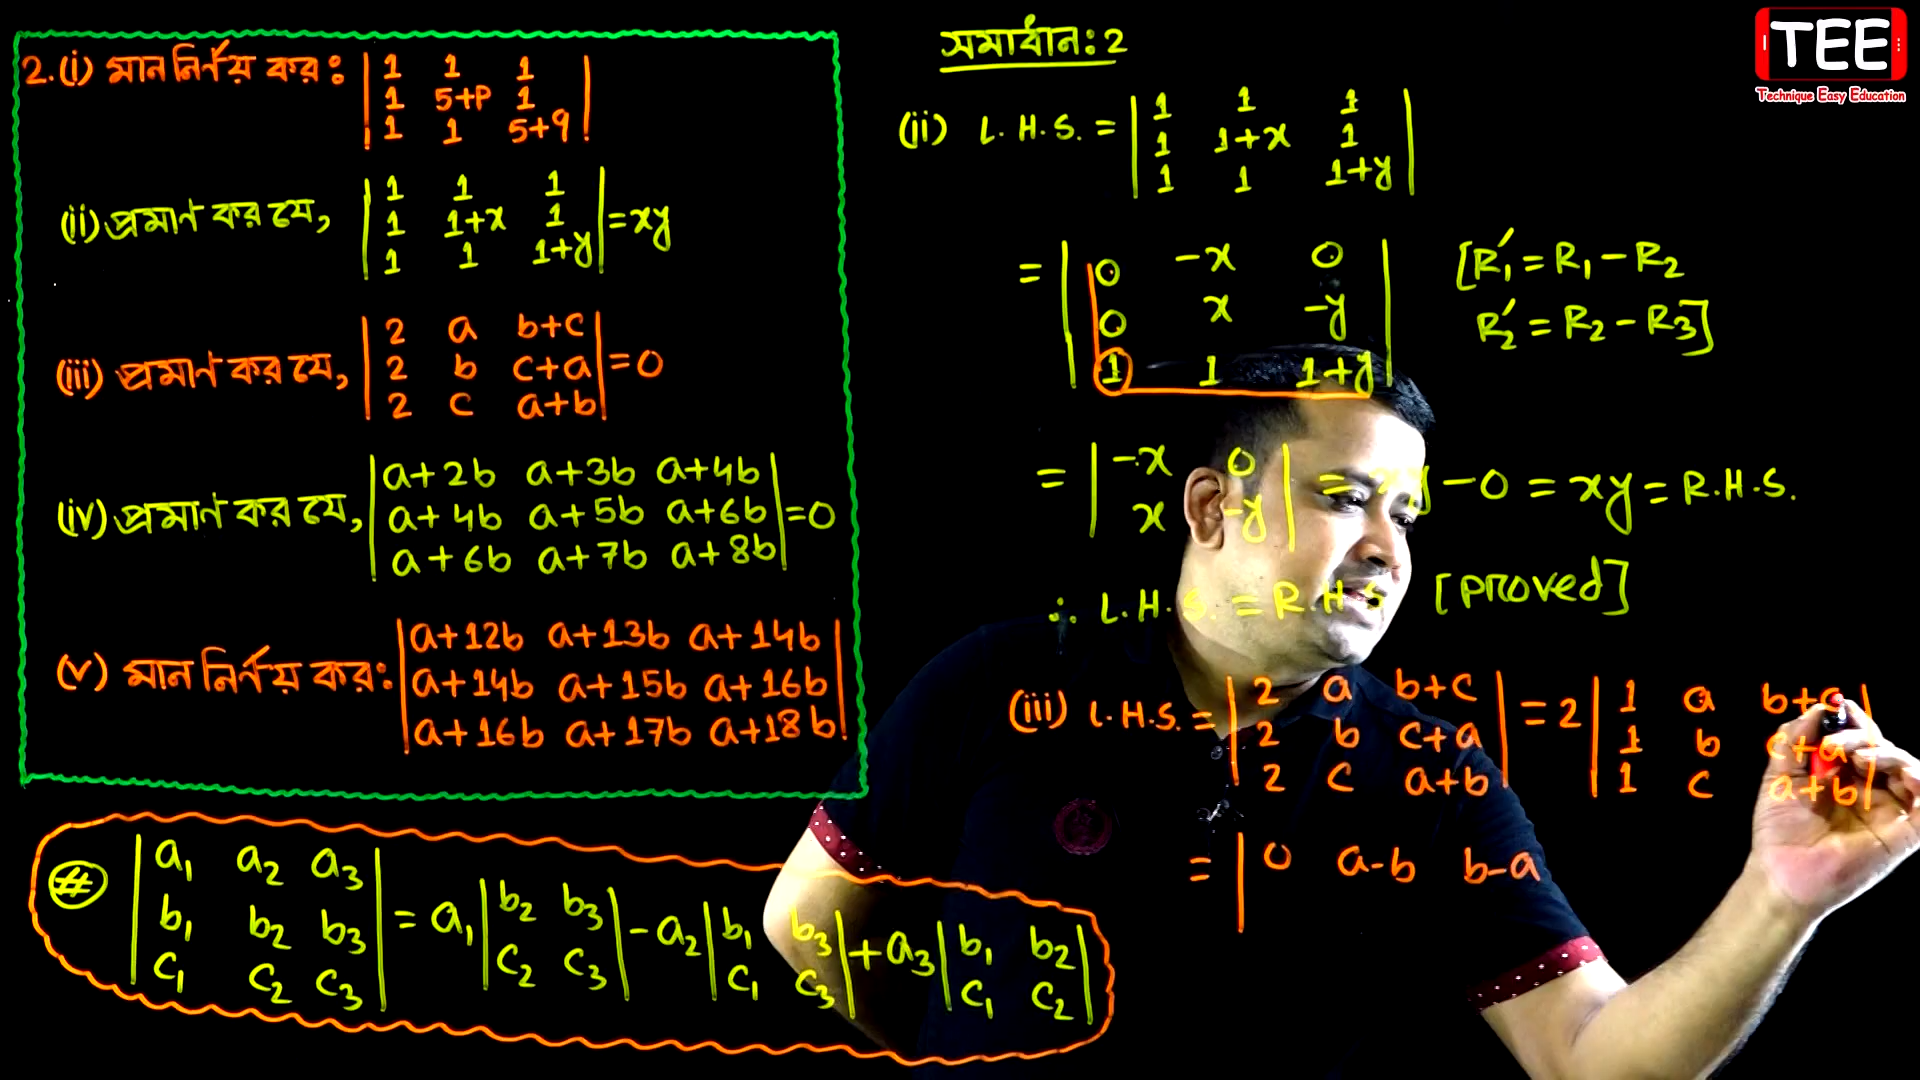 2.(i) মান নির্ণয় কর: | 1 1 1 |
| 1 5+P 1 |
| 1 1 5+9 |
(ii) প্রমাণ কর যে, | 1 1 1 |
| 1 1+x 1 | = xy
| 1 1 1+y |
(iii) প্রমাণ কর যে, | 2 a b+c |
| 2 b c+a | = 0
| 2 c a+b |
(iv) প্রমাণ কর যে, | a+2b a+3b a+4b |
| a+4b a+5b a+6b | = 0
| a+6b a+7b a+8b |
(v) মান নির্ণয় কর: | a+12b a+13b a+14b |
| a+14b a+15b a+16b |
| a+16b a+17b a+18b |
# | a₁ a₂ a₃ |
| b₁ b₂ b₃ | = a₁ | b₂ b₃ | - a₂ | b₁ b₃ | + a₃ | b₁ b₂ |
| c₁ c₂ c₃ | | c₂ c₃ | | c₁ c₃ | | c₁ c₂ |
সমাধান: 2
(ii) L.H.S. = | 1 1 1 |
| 1 1+x 1 |
| 1 1 1+y |
= | 0 -x 0 | [R₁′ = R₁ - R₂
| 0 x -y | R₂′ = R₂ - R₃]
| 1 1 1+y |
= | -x 0 | = xy - 0 = xy = R.H.S.
| x -y |
∴ L.H.S. = R.H.S. [proved]
(iii) L.H.S. = | 2 a b+c | = 2 | 1 a b+c |
| 2 b c+a | | 1 b c+a |
| 2 c a+b | | 1 c a+b |
= | 0 a-b b-a
TEE
Technique Easy Education